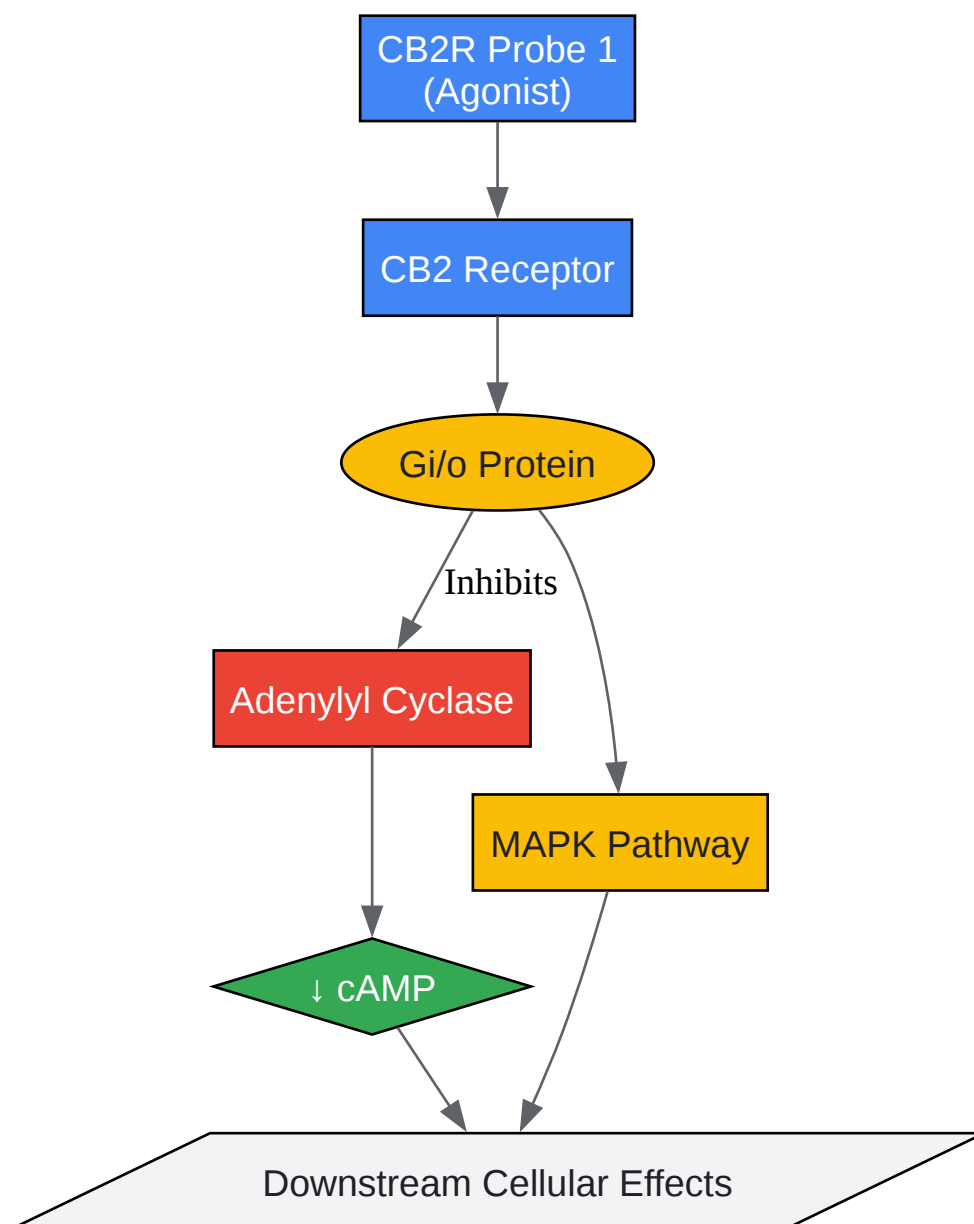 CB2R Probe 1
(Agonist)
CB2 Receptor
Gi/o Protein
Inhibits
Adenylyl Cyclase
MAPK Pathway
↓ cAMP
Downstream Cellular Effects